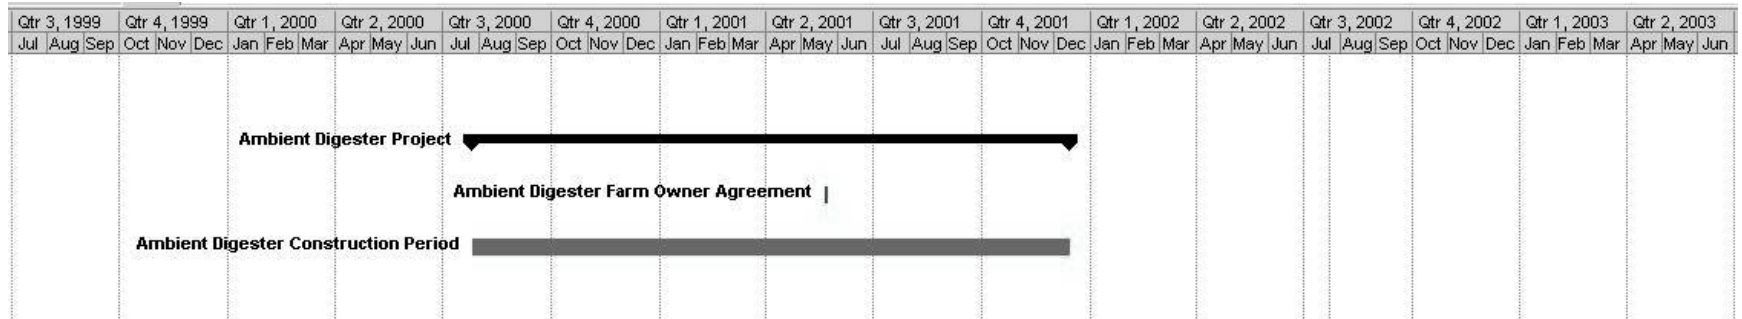 Qtr 3, 1999 Qtr 4, 1999 Qtr 1, 2000 Qtr 2, 2000 Qtr 3, 2000 Qtr 4, 2000 Qtr 1, 2001 Qtr 2, 2001 Qtr 3, 2001 Qtr 4, 2001 Qtr 1, 2002 Qtr 2, 2002 Qtr 3, 2002 Qtr 4, 2002 Qtr 1, 2003 Qtr 2, 2003
Jul Aug Sep Oct Nov Dec Jan Feb Mar Apr May Jun Jul Aug Sep Oct Nov Dec Jan Feb Mar Apr May Jun Jul Aug Sep Oct Nov Dec Jan Feb Mar Apr May Jun Jul Aug Sep Oct Nov Dec Jan Feb Mar Apr May Jun
Ambient Digester Project
Ambient Digester Farm Owner Agreement
Ambient Digester Construction Period